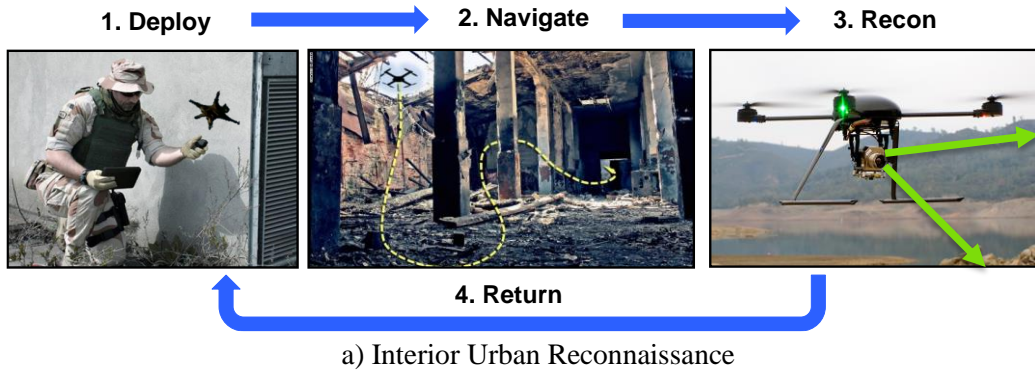 1. Deploy
2. Navigate
3. Recon
4. Return
a) Interior Urban Reconnaissance